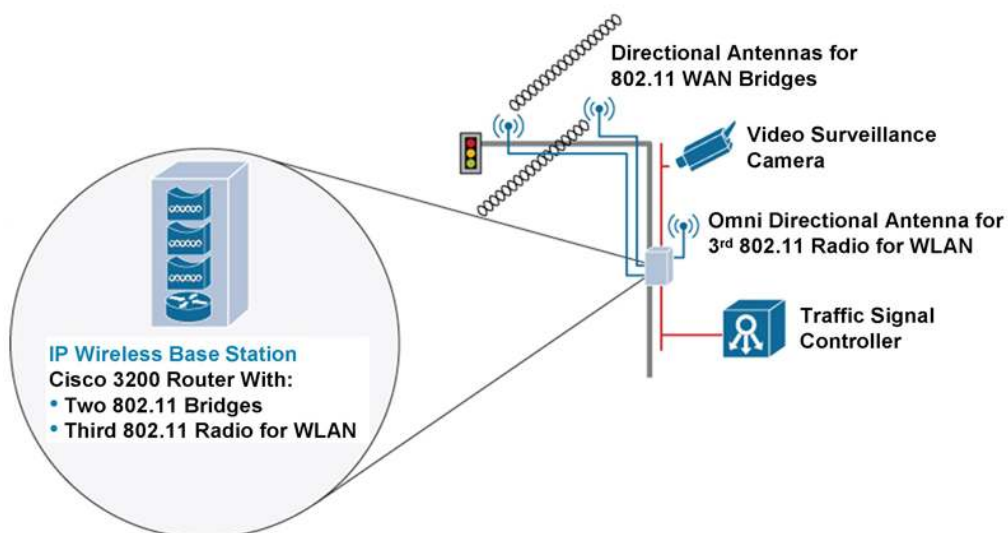 Directional Antennas for
802.11 WAN Bridges
Video Surveillance
Camera
Omni Directional Antenna for
3rd 802.11 Radio for WLAN
Traffic Signal
Controller
IP Wireless Base Station
Cisco 3200 Router With:
• Two 802.11 Bridges
• Third 802.11 Radio for WLAN